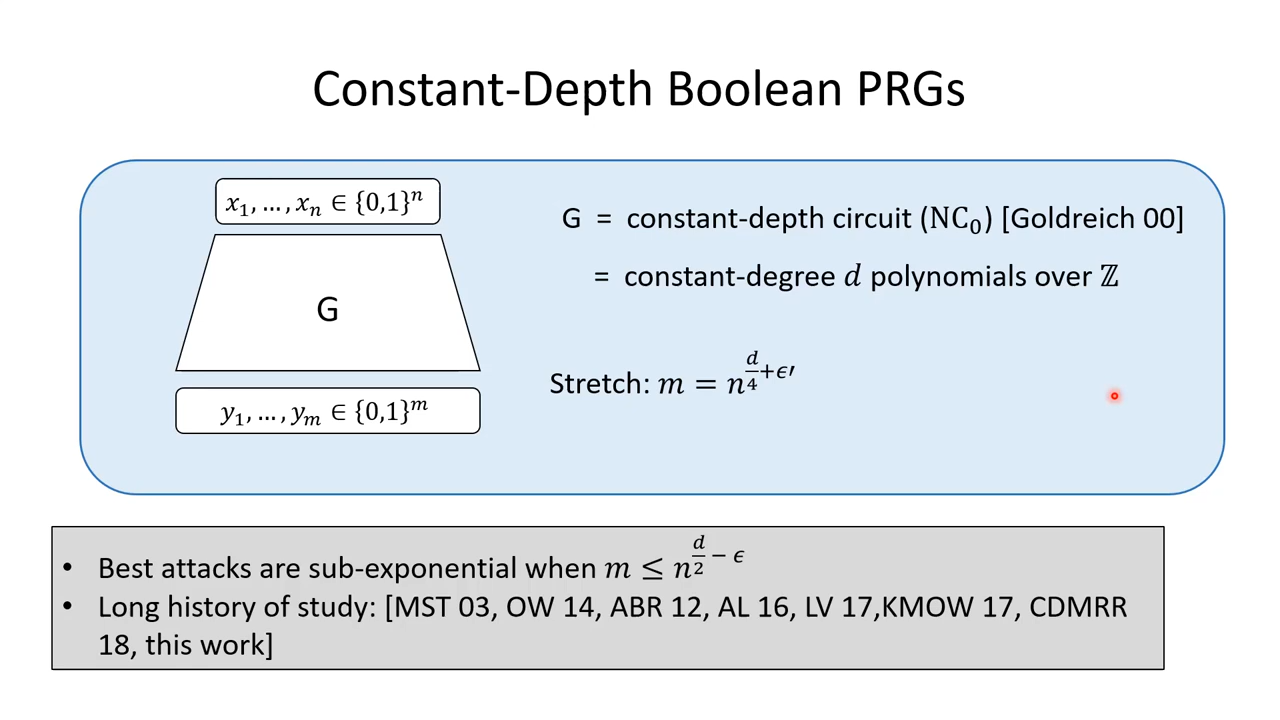 Constant-Depth Boolean PRGs
x₁, …, xₙ ∈ {0,1}ⁿ
G
y₁, …, yₘ ∈ {0,1}ᵐ
G = constant-depth circuit (NC₀) [Goldreich 00]
= constant-degree d polynomials over ℤ
Stretch: m = n^(d/4+ϵ′)
• Best attacks are sub-exponential when m ≤ n^(d/2 − ϵ)
• Long history of study: [MST 03, OW 14, ABR 12, AL 16, LV 17,KMOW 17, CDMRR
18, this work]